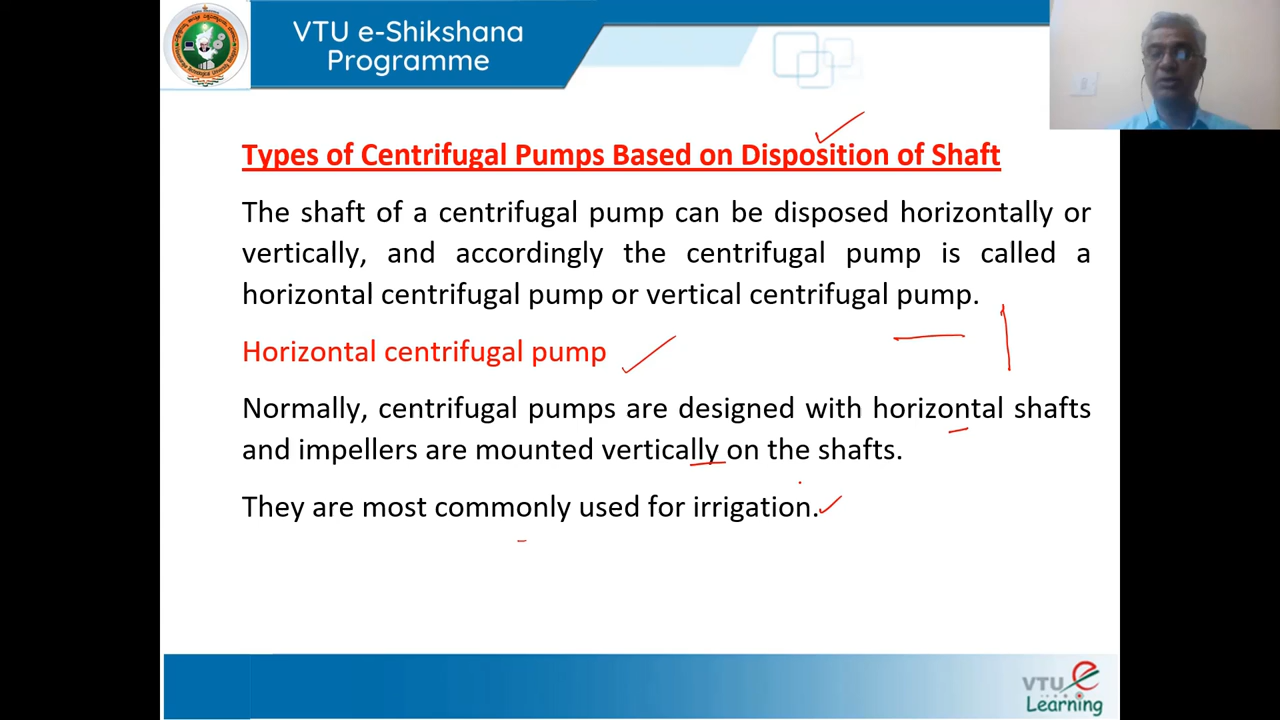 VTU e-Shikshana
Programme
Types of Centrifugal Pumps Based on Disposition of Shaft
The shaft of a centrifugal pump can be disposed horizontally or
vertically, and accordingly the centrifugal pump is called a
horizontal centrifugal pump or vertical centrifugal pump.
Horizontal centrifugal pump
Normally, centrifugal pumps are designed with horizontal shafts
and impellers are mounted vertically on the shafts.
They are most commonly used for irrigation.
VTU e
Learning